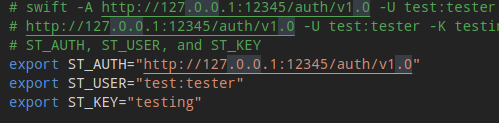 # swift -A http://127.0.0.1:12345/auth/v1.0 -U test:tester
# http://127.0.0.1:12345/auth/v1.0 -U test:tester -K testing
# ST_AUTH, ST_USER, and ST_KEY
export ST_AUTH="http://127.0.0.1:12345/auth/v1.0"
export ST_USER="test:tester"
export ST_KEY="testing"